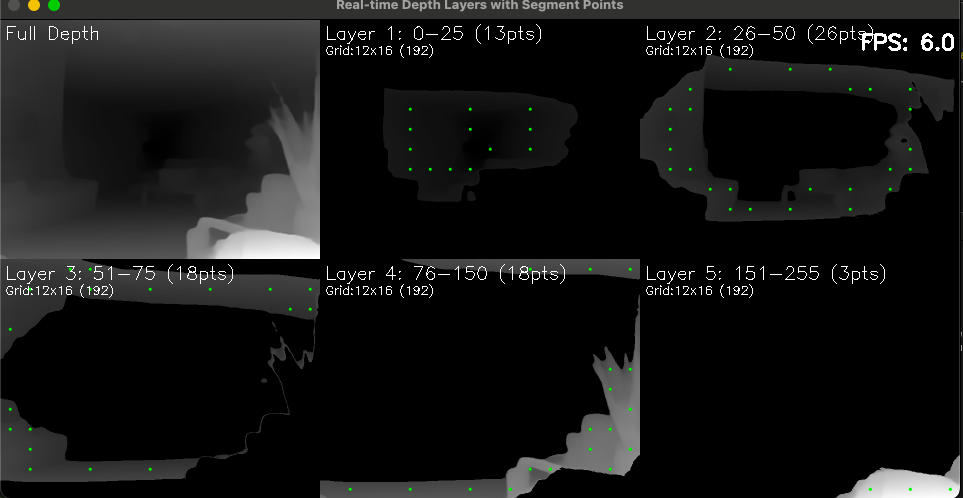 Real-time Depth Layers with Segment Points
Full Depth
Layer 1: 0-25 (13pts)
Grid:12x16 (192)
Layer 2: 26-50 (26pts)
Grid:12x16 (192)
FPS: 6.0
Layer 3: 51-75 (18pts)
Grid:12x16 (192)
Layer 4: 76-150 (18pts)
Grid:12x16 (192)
Layer 5: 151-255 (3pts)
Grid:12x16 (192)